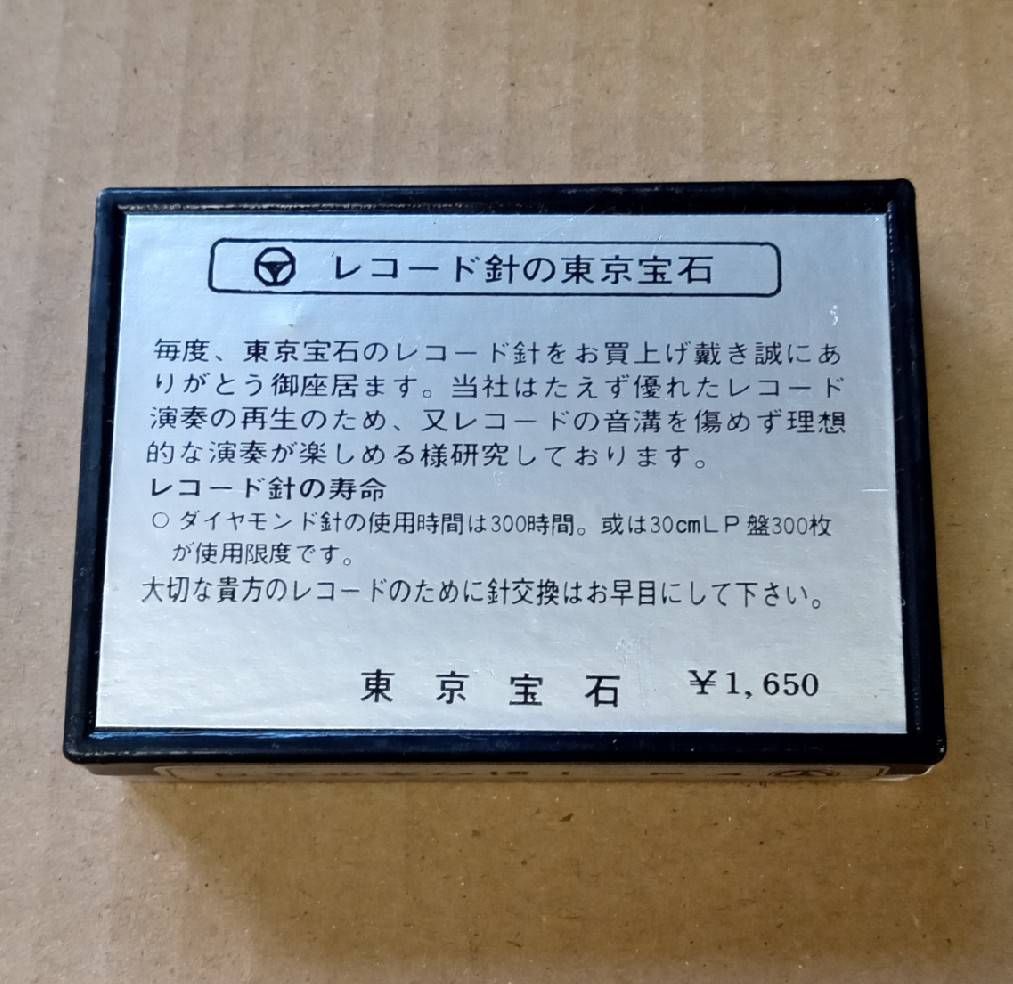 レコード針の東京宝石
毎度、東京宝石のレコード針をお買上げ戴き誠にあ
りがとう御座居ます。当社はたえず優れたレコード
演奏の再生のため、又レコードの音溝を傷めず理想
的な演奏が楽しめる様研究しております。
レコード針の寿命
○ ダイヤモンド針の使用時間は300時間。或は30cmLP盤300枚
が使用限度です。
大切な貴方のレコードのために針交換はお早目にして下さい。
東京宝石 ¥1,650